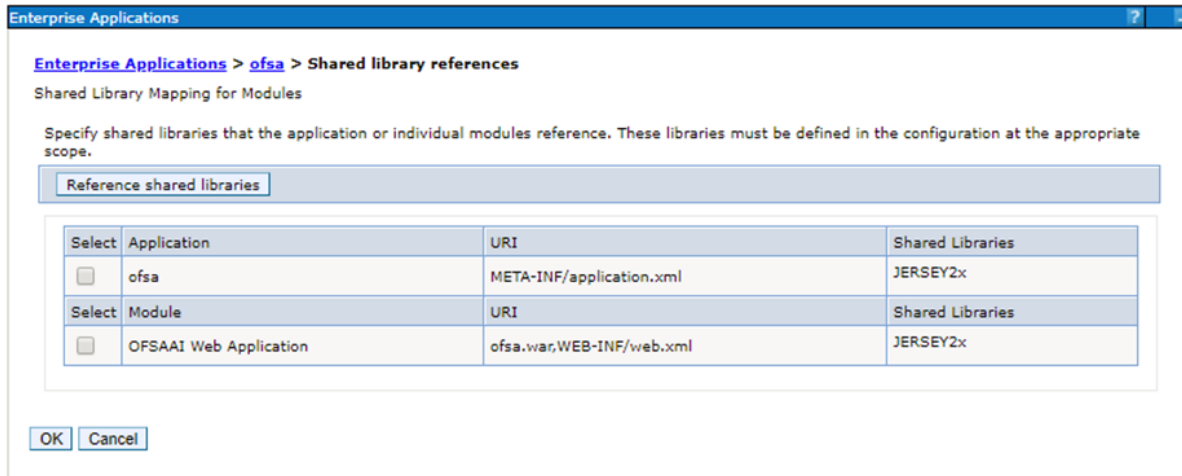 Enterprise Applications ? -
Enterprise Applications > ofsa > Shared library references
Shared Library Mapping for Modules
Specify shared libraries that the application or individual modules reference. These libraries must be defined in the configuration at the appropriate
scope.
Reference shared libraries
Select Application URI Shared Libraries
ofsa META-INF/application.xml JERSEY2x
Select Module URI Shared Libraries
OFSAAI Web Application ofsa.war,WEB-INF/web.xml JERSEY2x
OK Cancel